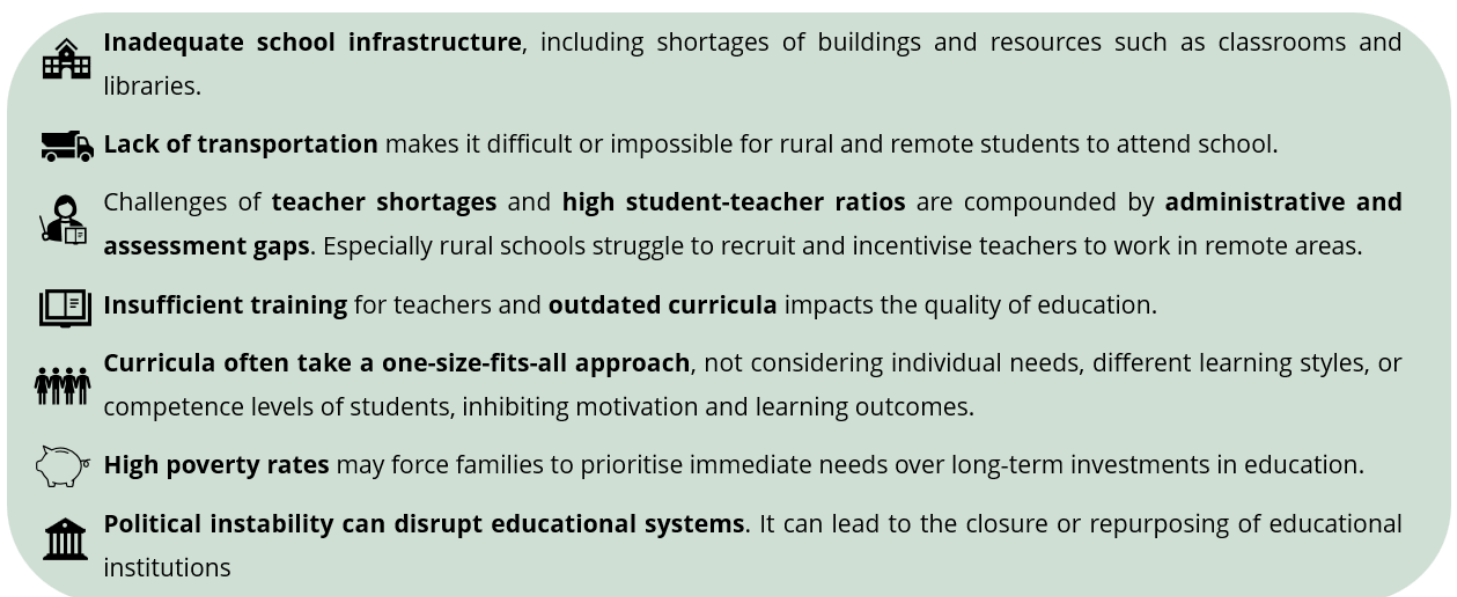 Inadequate school infrastructure, including shortages of buildings and resources such as classrooms and
libraries.
Lack of transportation makes it difficult or impossible for rural and remote students to attend school.
Challenges of teacher shortages and high student-teacher ratios are compounded by administrative and
assessment gaps. Especially rural schools struggle to recruit and incentivise teachers to work in remote areas.
Insufficient training for teachers and outdated curricula impacts the quality of education.
Curricula often take a one-size-fits-all approach, not considering individual needs, different learning styles, or
competence levels of students, inhibiting motivation and learning outcomes.
High poverty rates may force families to prioritise immediate needs over long-term investments in education.
Political instability can disrupt educational systems. It can lead to the closure or repurposing of educational
institutions